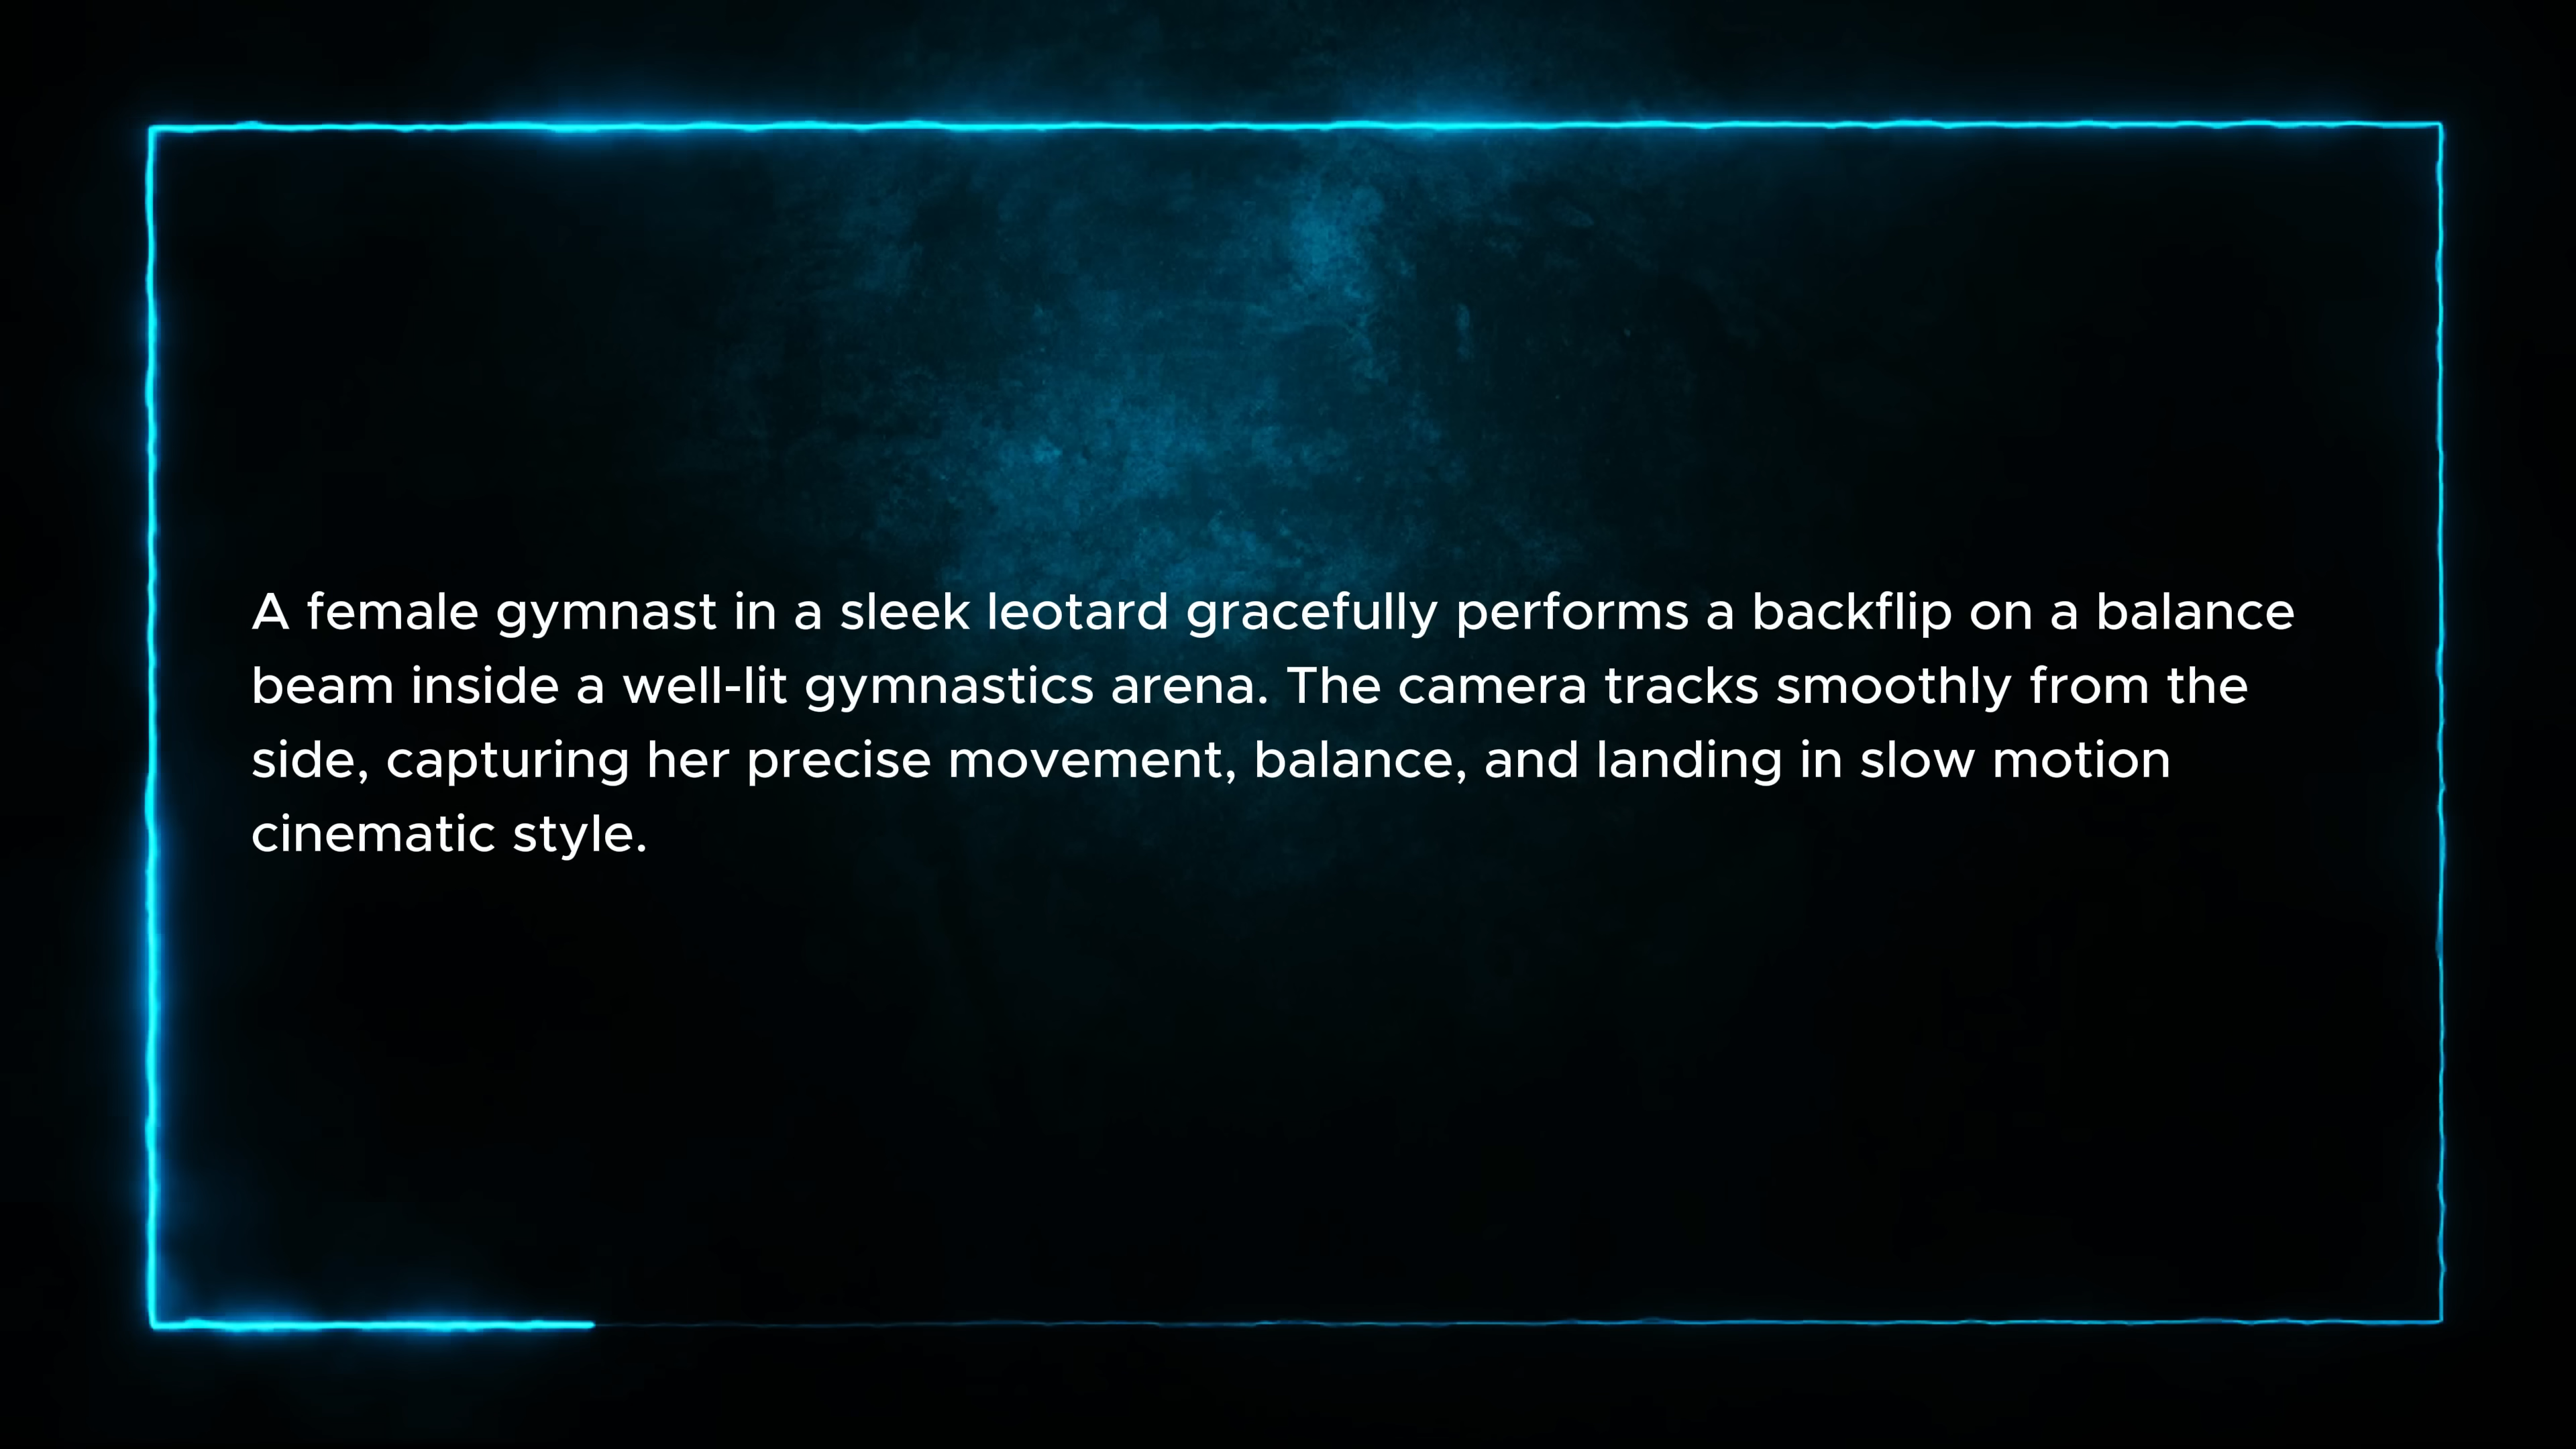 A female gymnast in a sleek leotard gracefully performs a backflip on a balance
beam inside a well-lit gymnastics arena. The camera tracks smoothly from the
side, capturing her precise movement, balance, and landing in slow motion
cinematic style.